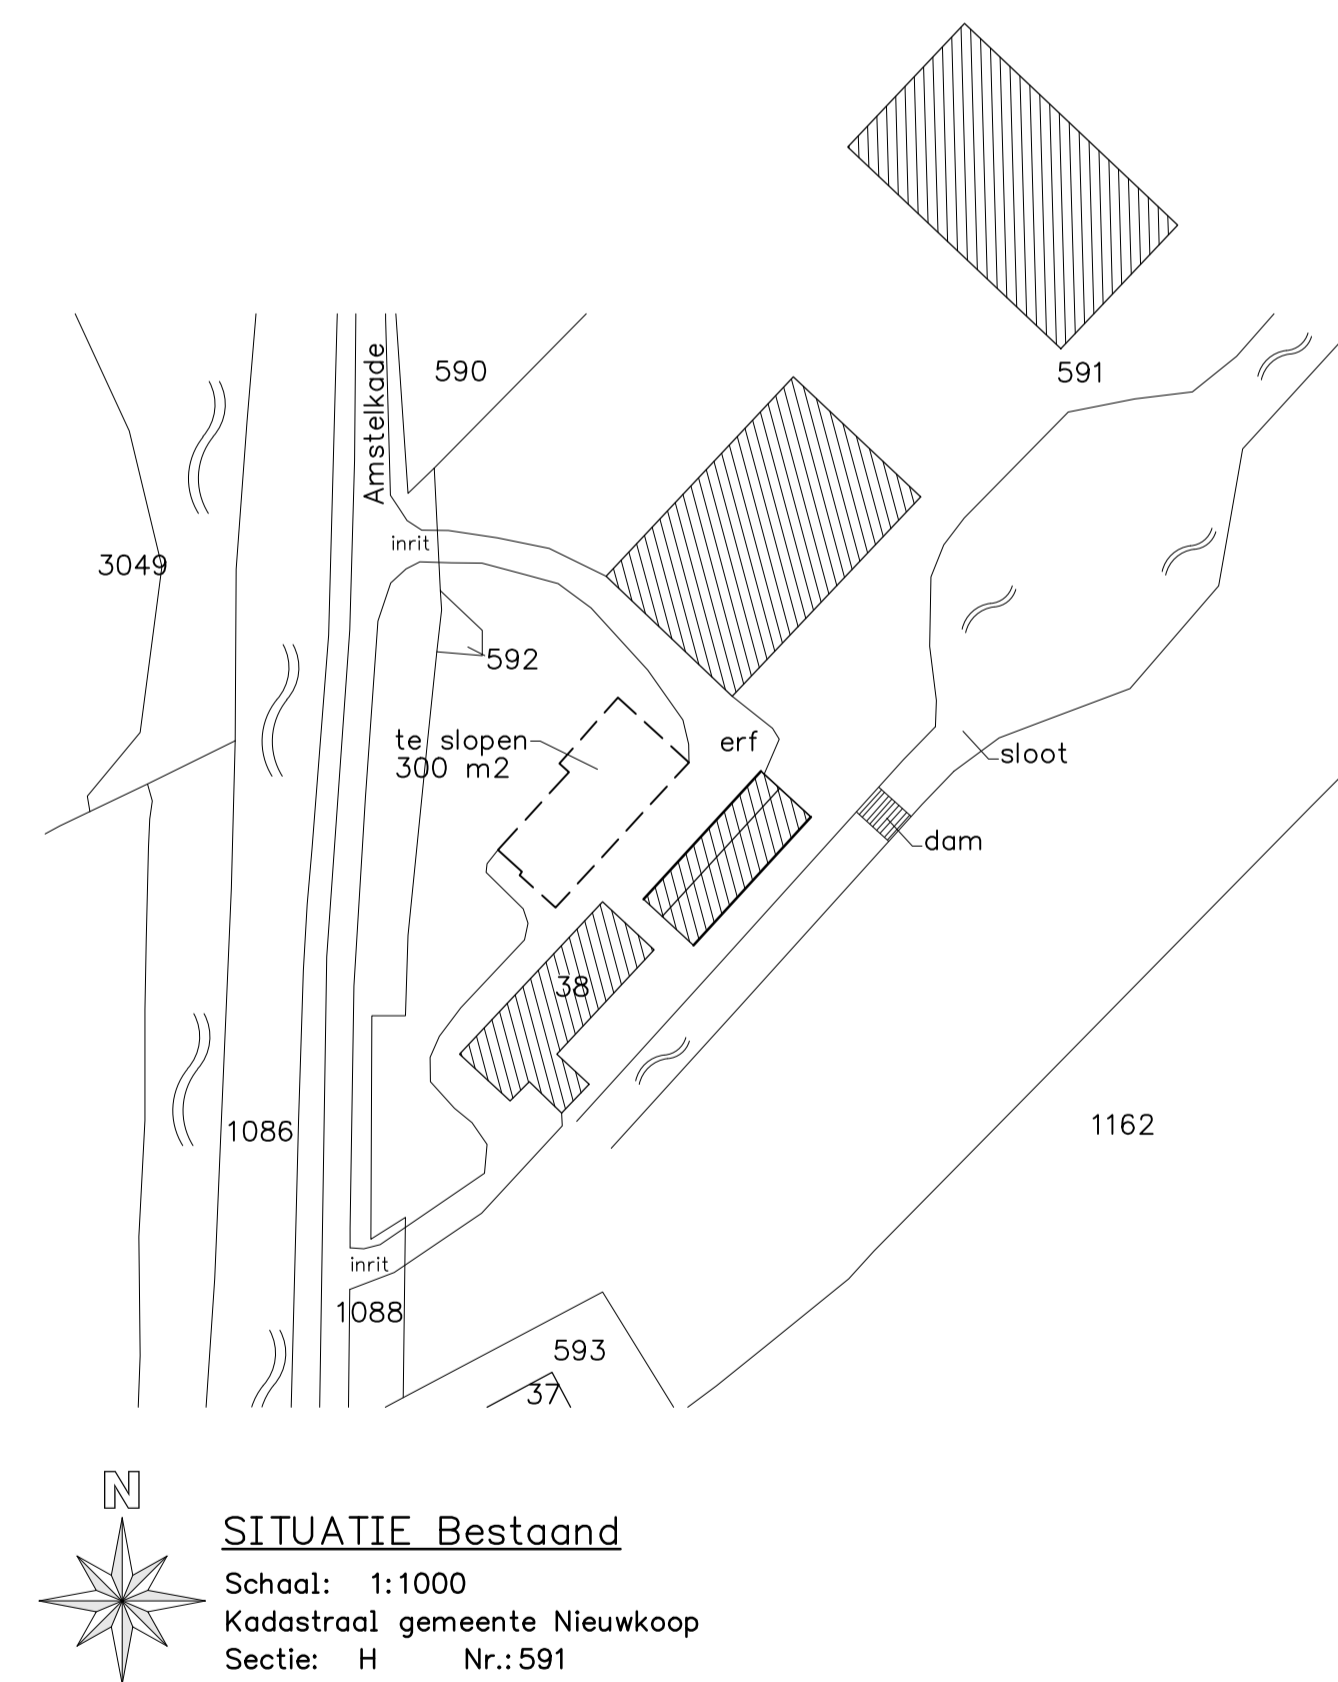 591
590
Amstelkade
inrit
3049
592
te slopen
300 m2
erf
sloot
dam
38
1162
1086
inrit
1088
593
37
N
SITUATIE Bestaand
Schaal: 1:1000
Kadastraal gemeente Nieuwkoop
Sectie: H Nr.: 591